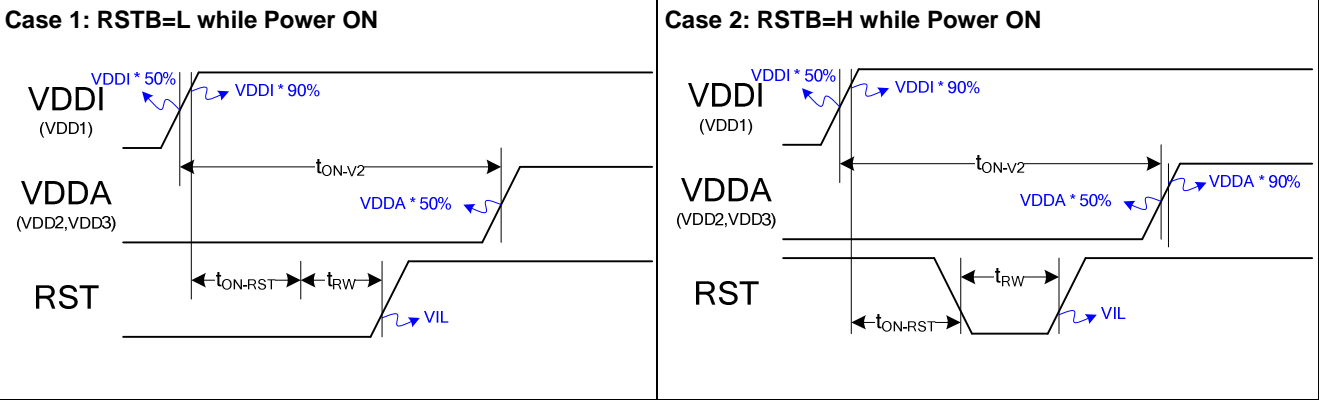 Case 1: RSTB=L while Power ON
VDDI * 50%
VDDI * 90%
VDDI
(VDD1)
tON-V2
VDDA
(VDD2,VDD3)
VDDA * 50%
tON-RST
tRW
RST
VIL
Case 2: RSTB=H while Power ON
VDDI * 50%
VDDI * 90%
VDDI
(VDD1)
tON-V2
VDDA
(VDD2,VDD3)
VDDA * 50%
VDDA * 90%
RST
tRW
VIL
tON-RST